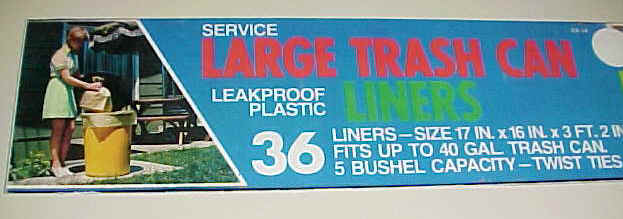 SERVICE
LARGE TRASH CAN
LEAKPROOF
PLASTIC
LINERS
36
LINERS—SIZE 17 IN. x 16 IN. x 3 FT. 2 IN
FITS UP TO 40 GAL. TRASH CAN.
5 BUSHEL CAPACITY—TWIST TIES